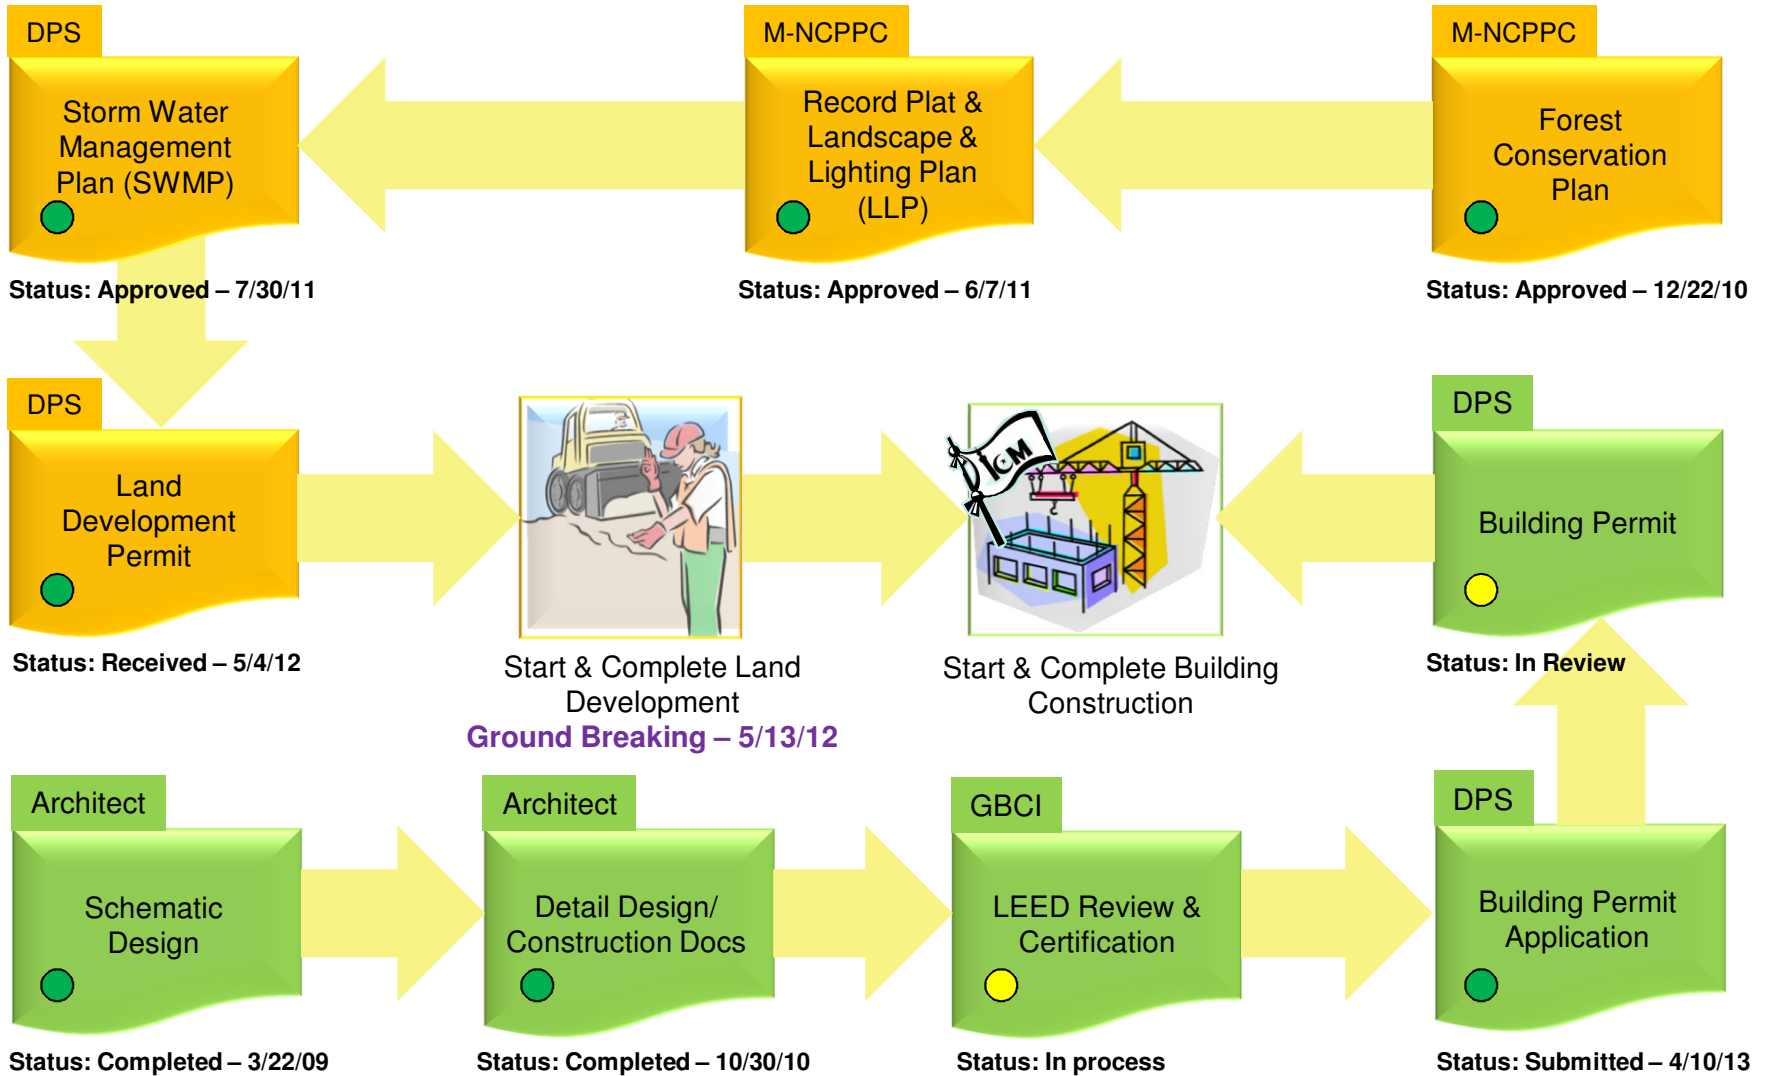 DPS
Storm Water
Management
Plan (SWMP)
Status: Approved – 7/30/11
M-NCPPC
Record Plat &
Landscape &
Lighting Plan
(LLP)
Status: Approved – 6/7/11
M-NCPPC
Forest
Conservation
Plan
Status: Approved – 12/22/10
DPS
Land
Development
Permit
Status: Received – 5/4/12
Start & Complete Land
Development
Ground Breaking – 5/13/12
ICM
Start & Complete Building
Construction
DPS
Building Permit
Status: In Review
Architect
Schematic
Design
Status: Completed – 3/22/09
Architect
Detail Design/
Construction Docs
Status: Completed – 10/30/10
GBCI
LEED Review &
Certification
Status: In process
DPS
Building Permit
Application
Status: Submitted – 4/10/13